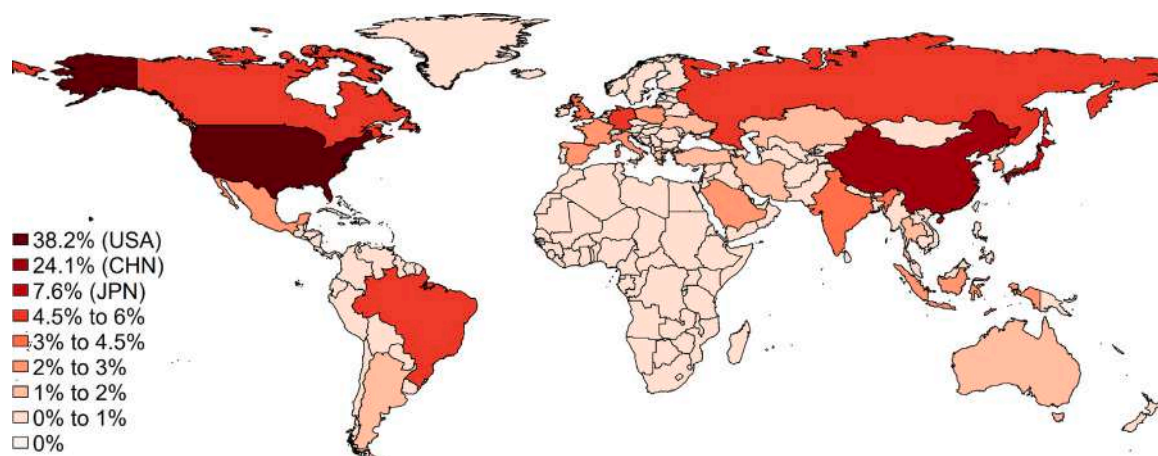 38.2% (USA)
24.1% (CHN)
7.6% (JPN)
4.5% to 6%
3% to 4.5%
2% to 3%
1% to 2%
0% to 1%
0%